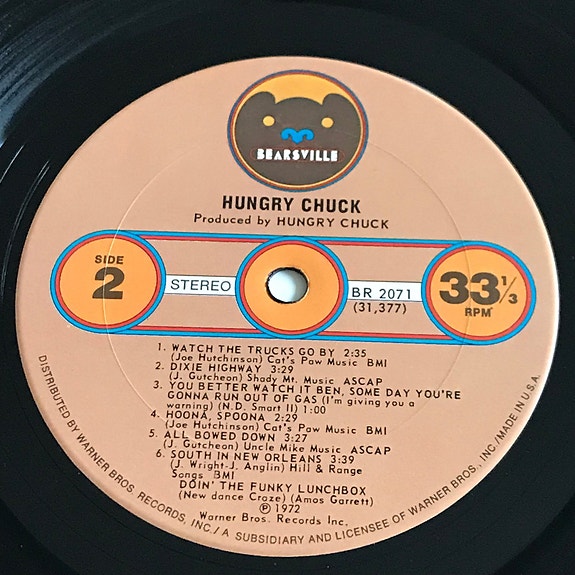 BEARSVILLE
HUNGRY CHUCK
Produced by HUNGRY CHUCK
SIDE
2
STEREO
BR 2071
(31,377)
33 1/3
RPM
1. WATCH THE TRUCKS GO BY 2:35
(Joe Hutchinson) Cat's Paw Music BMI
2. DIXIE HIGHWAY 3:29
(J. Gutcheon) Shady Mt. Music ASCAP
3. YOU BETTER WATCH IT BEN, SOME DAY YOU'RE
GONNA RUN OUT OF GAS (I'm giving you a
warning) (N.D. Smart II) 1:00
4. HOONA, SPOONA 2:29
(Joe Hutchinson) Cat's Paw Music BMI
5. ALL BOWED DOWN 3:27
(J. Gutcheon) Uncle Mike Music ASCAP
6. SOUTH IN NEW ORLEANS 3:39
(J. Wright-J. Anglin) Hill & Range
Songs BMI
DOIN' THE FUNKY LUNCHBOX
(New dance Craze) (Amos Garrett)
℗ 1972
Warner Bros. Records Inc.
DISTRIBUTED BY WARNER BROS. RECORDS, INC./A SUBSIDIARY AND LICENSEE OF WARNER BROS., INC./MADE IN U.S.A.